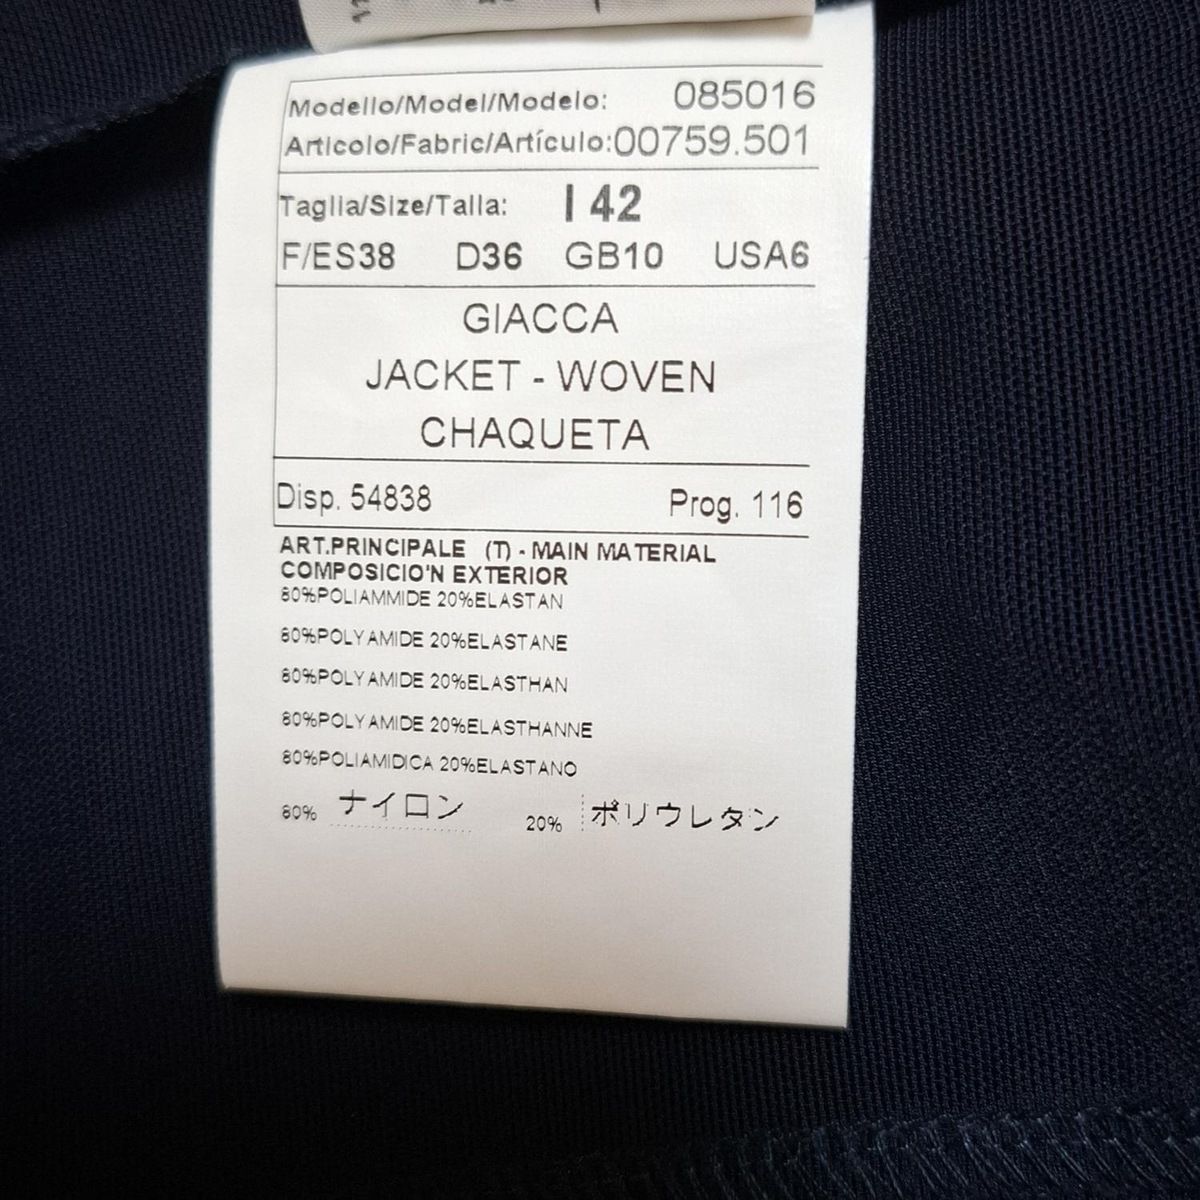 Modello/Model/Modelo: 085016
Articolo/Fabric/Artículo:00759.501
Taglia/Size/Talla: I 42
F/ES38 D36 GB10 USA6
GIACCA
JACKET - WOVEN
CHAQUETA
Disp. 54838 Prog. 116
ART.PRINCIPALE (T) - MAIN MATERIAL
COMPOSICIO'N EXTERIOR
80%POLIAMMIDE 20%ELASTAN
80%POLYAMIDE 20%ELASTANE
80%POLYAMIDE 20%ELASTHAN
80%POLYAMIDE 20%ELASTHANNE
80%POLIAMIDICA 20%ELASTANO
80% ナイロン 20% ポリウレタン